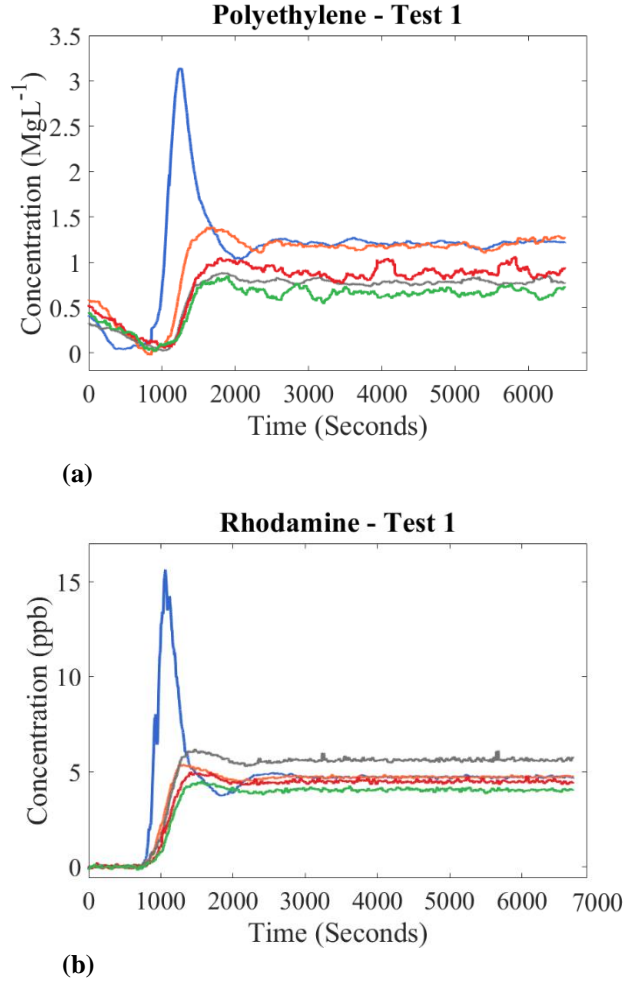 Polyethylene - Test 1
3.5
3
2.5
2
1.5
1
0.5
0
Concentration (MgL⁻¹)
0 1000 2000 3000 4000 5000 6000
Time (Seconds)
(a)
Rhodamine - Test 1
15
10
5
0
Concentration (ppb)
0 1000 2000 3000 4000 5000 6000 7000
Time (Seconds)
(b)